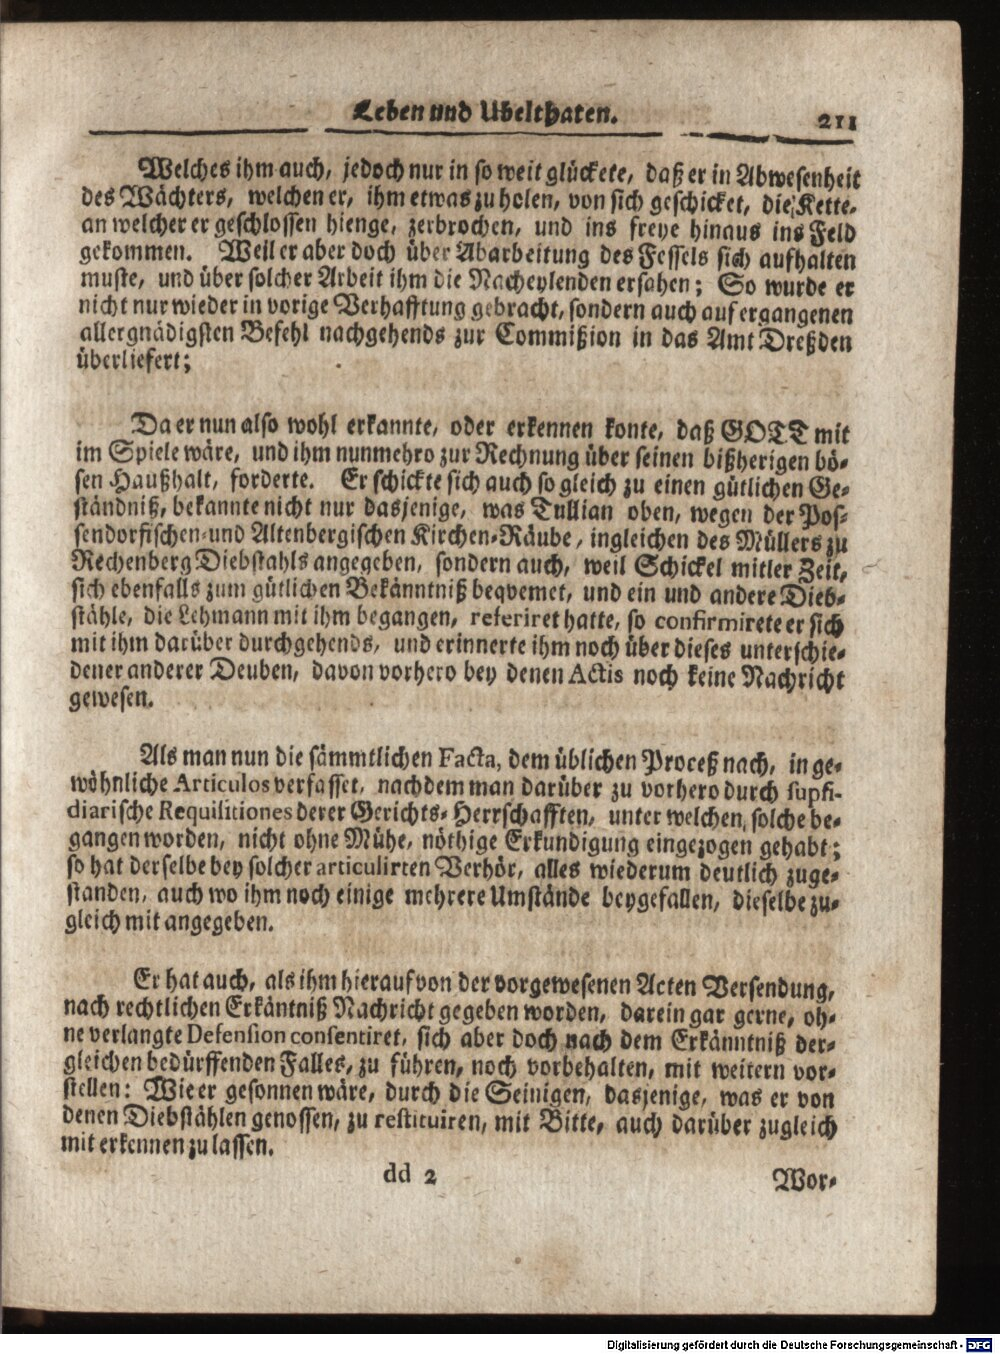 Leben und Ubelthaten. 211
Welches ihm auch, jedoch nur in so weit glückete, daß er in Abwesenheit
des Wächters, welchen er, ihm etwas zu holen, von sich geschicket, die Kette,
an welcher er geschlossen hienge, zerbrochen, und ins freye hinaus ins Feld
gekommen. Weil er aber doch über Abarbeitung des Fessels sich aufhalten
muste, und über solcher Arbeit ihm die Nacheylenden ersahen; So wurde er
nicht nur wieder in vorige Verhafftung gebracht, sondern auch auf ergangenen
allergnädigsten Befehl nachgehends zur Commißion in das Amt Dreßden
überliefert;
Da er nun also wohl erkannte, oder erkennen konte, daß GOTT mit
im Spiele wäre, und ihm nunmehro zur Rechnung über seinen bißherigen bö-
sen Haußhalt, forderte. Er schickte sich auch so gleich zu einen gütlichen Ge-
ständniß, bekannte nicht nur dasjenige, was Tullian oben, wegen der Pos-
sendorfischen-und Altenbergischen Kirchen-Räube, ingleichen des Müllers zu
Rechenberg Diebstahls angegeben, sondern auch, weil Schickel mitler Zeit,
sich ebenfalls zum gütlichen Bekänntniß beqvemet, und ein und andere Dieb-
stähle, die Lehmann mit ihm begangen, referiret hatte, so confirmirete er sich
mit ihm darüber durchgehends, und erinnerte ihm noch über dieses unterschie-
dener anderer Deuben, davon vorhero bey denen Actis noch keine Nachricht
gewesen.
Als man nun die sämmtlichen Facta, dem üblichen Proceß nach, in ge-
wöhnliche Articulos verfasset, nachdem man darüber zu vorhero durch supsi-
diarische Requisitiones derer Gerichts-Herrschafften, unter welchen solche be-
gangen worden, nicht ohne Mühe, nöthige Erkundigung eingezogen gehabt;
so hat derselbe bey solcher articulirten Verhör, alles wiederum deutlich zuge-
standen, auch wo ihm noch einige mehrere Umstände beygefallen, dieselbe zu-
gleich mit angegeben.
Er hat auch, als ihm hierauf von der vorgewesenen Acten Versendung,
nach rechtlichen Erkäntniß Nachricht gegeben worden, darein gar gerne, oh-
ne verlangte Defension consentiret, sich aber doch nach dem Erkänntniß der-
gleichen bedürffenden Falles, zu führen, noch vorbehalten, mit weitern vor-
stellen: Wie er gesonnen wäre, durch die Seinigen, dasjenige, was er von
denen Diebstählen genossen, zu restituiren, mit Bitte, auch darüber zugleich
mit erkennen zu lassen.
dd 2 Wor-
Digitalisierung gefördert durch die Deutsche Forschungsgemeinschaft - DFG